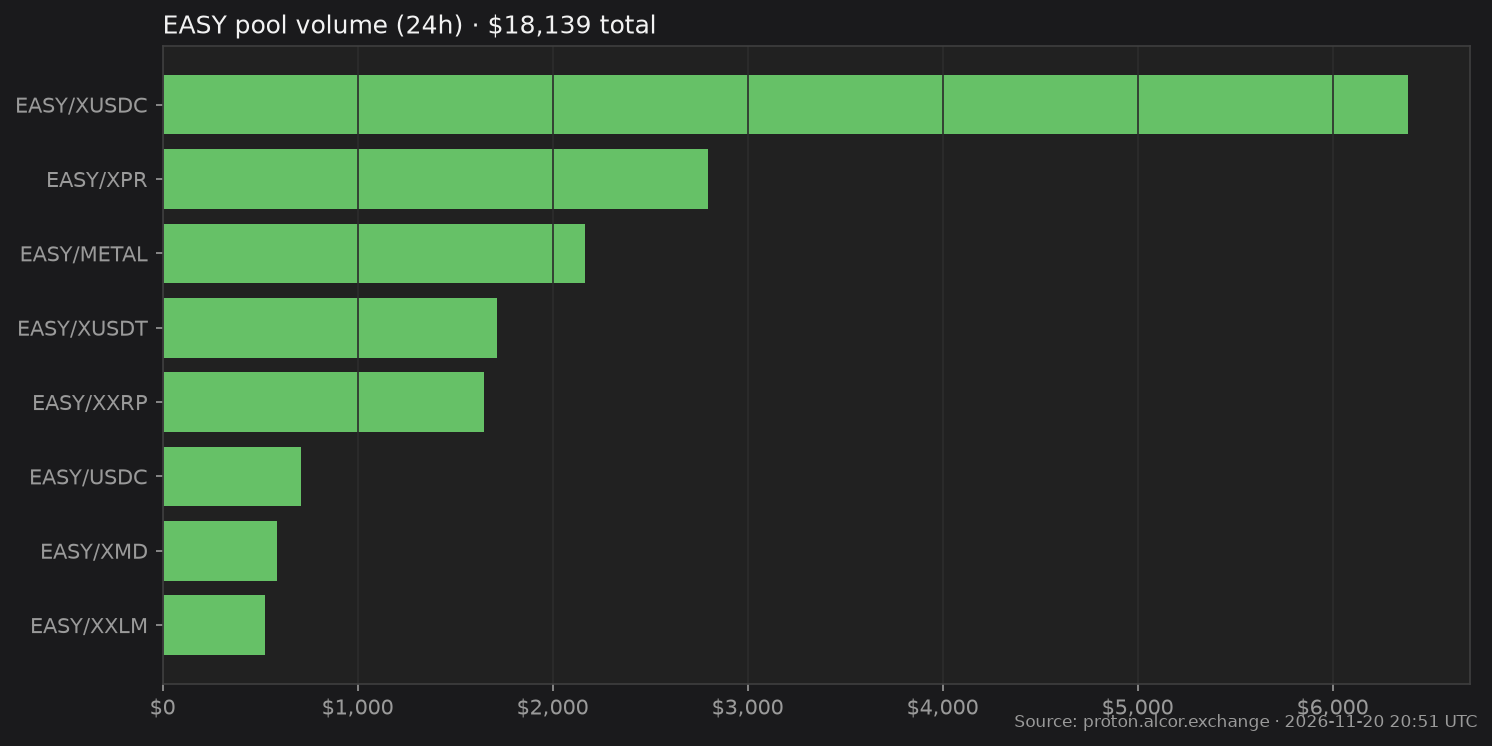 EASY pool volume (24h) · $18,139 total
EASY/XUSDC
EASY/XPR
EASY/METAL
EASY/XUSDT
EASY/XXRP
EASY/USDC
EASY/XMD
EASY/XXLM
$0 $1,000 $2,000 $3,000 $4,000 $5,000 $6,000
Source: proton.alcor.exchange · 2026-11-20 20:51 UTC